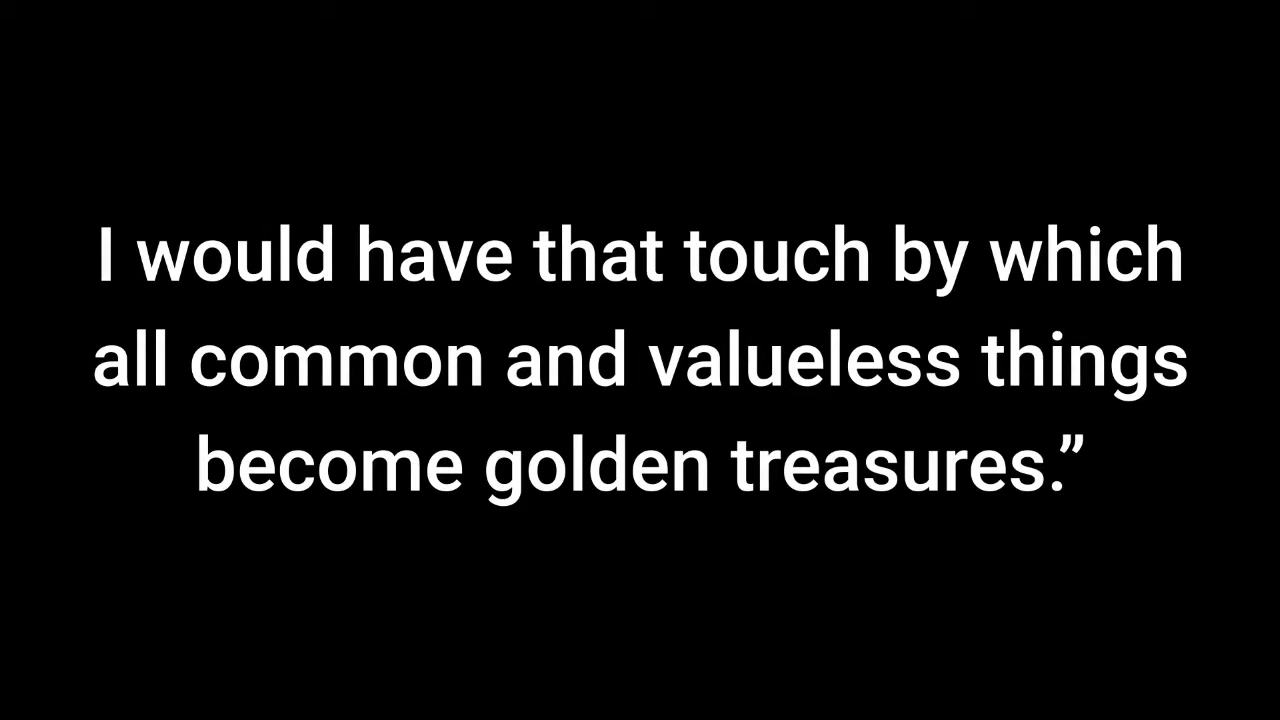 I would have that touch by which
all common and valueless things
become golden treasures.”